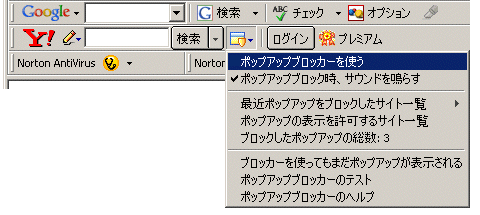 Google 検索 ABC チェック オプション
Y! 検索 ログイン プレミアム
Norton AntiVirus Norton
ポップアップブロッカーを使う
ポップアップブロック時、サウンドを鳴らす
最近ポップアップをブロックしたサイト一覧
ポップアップの表示を許可するサイト一覧
ブロックしたポップアップの総数: 3
ブロッカーを使ってもまだポップアップが表示される
ポップアップブロッカーのテスト
ポップアップブロッカーのヘルプ